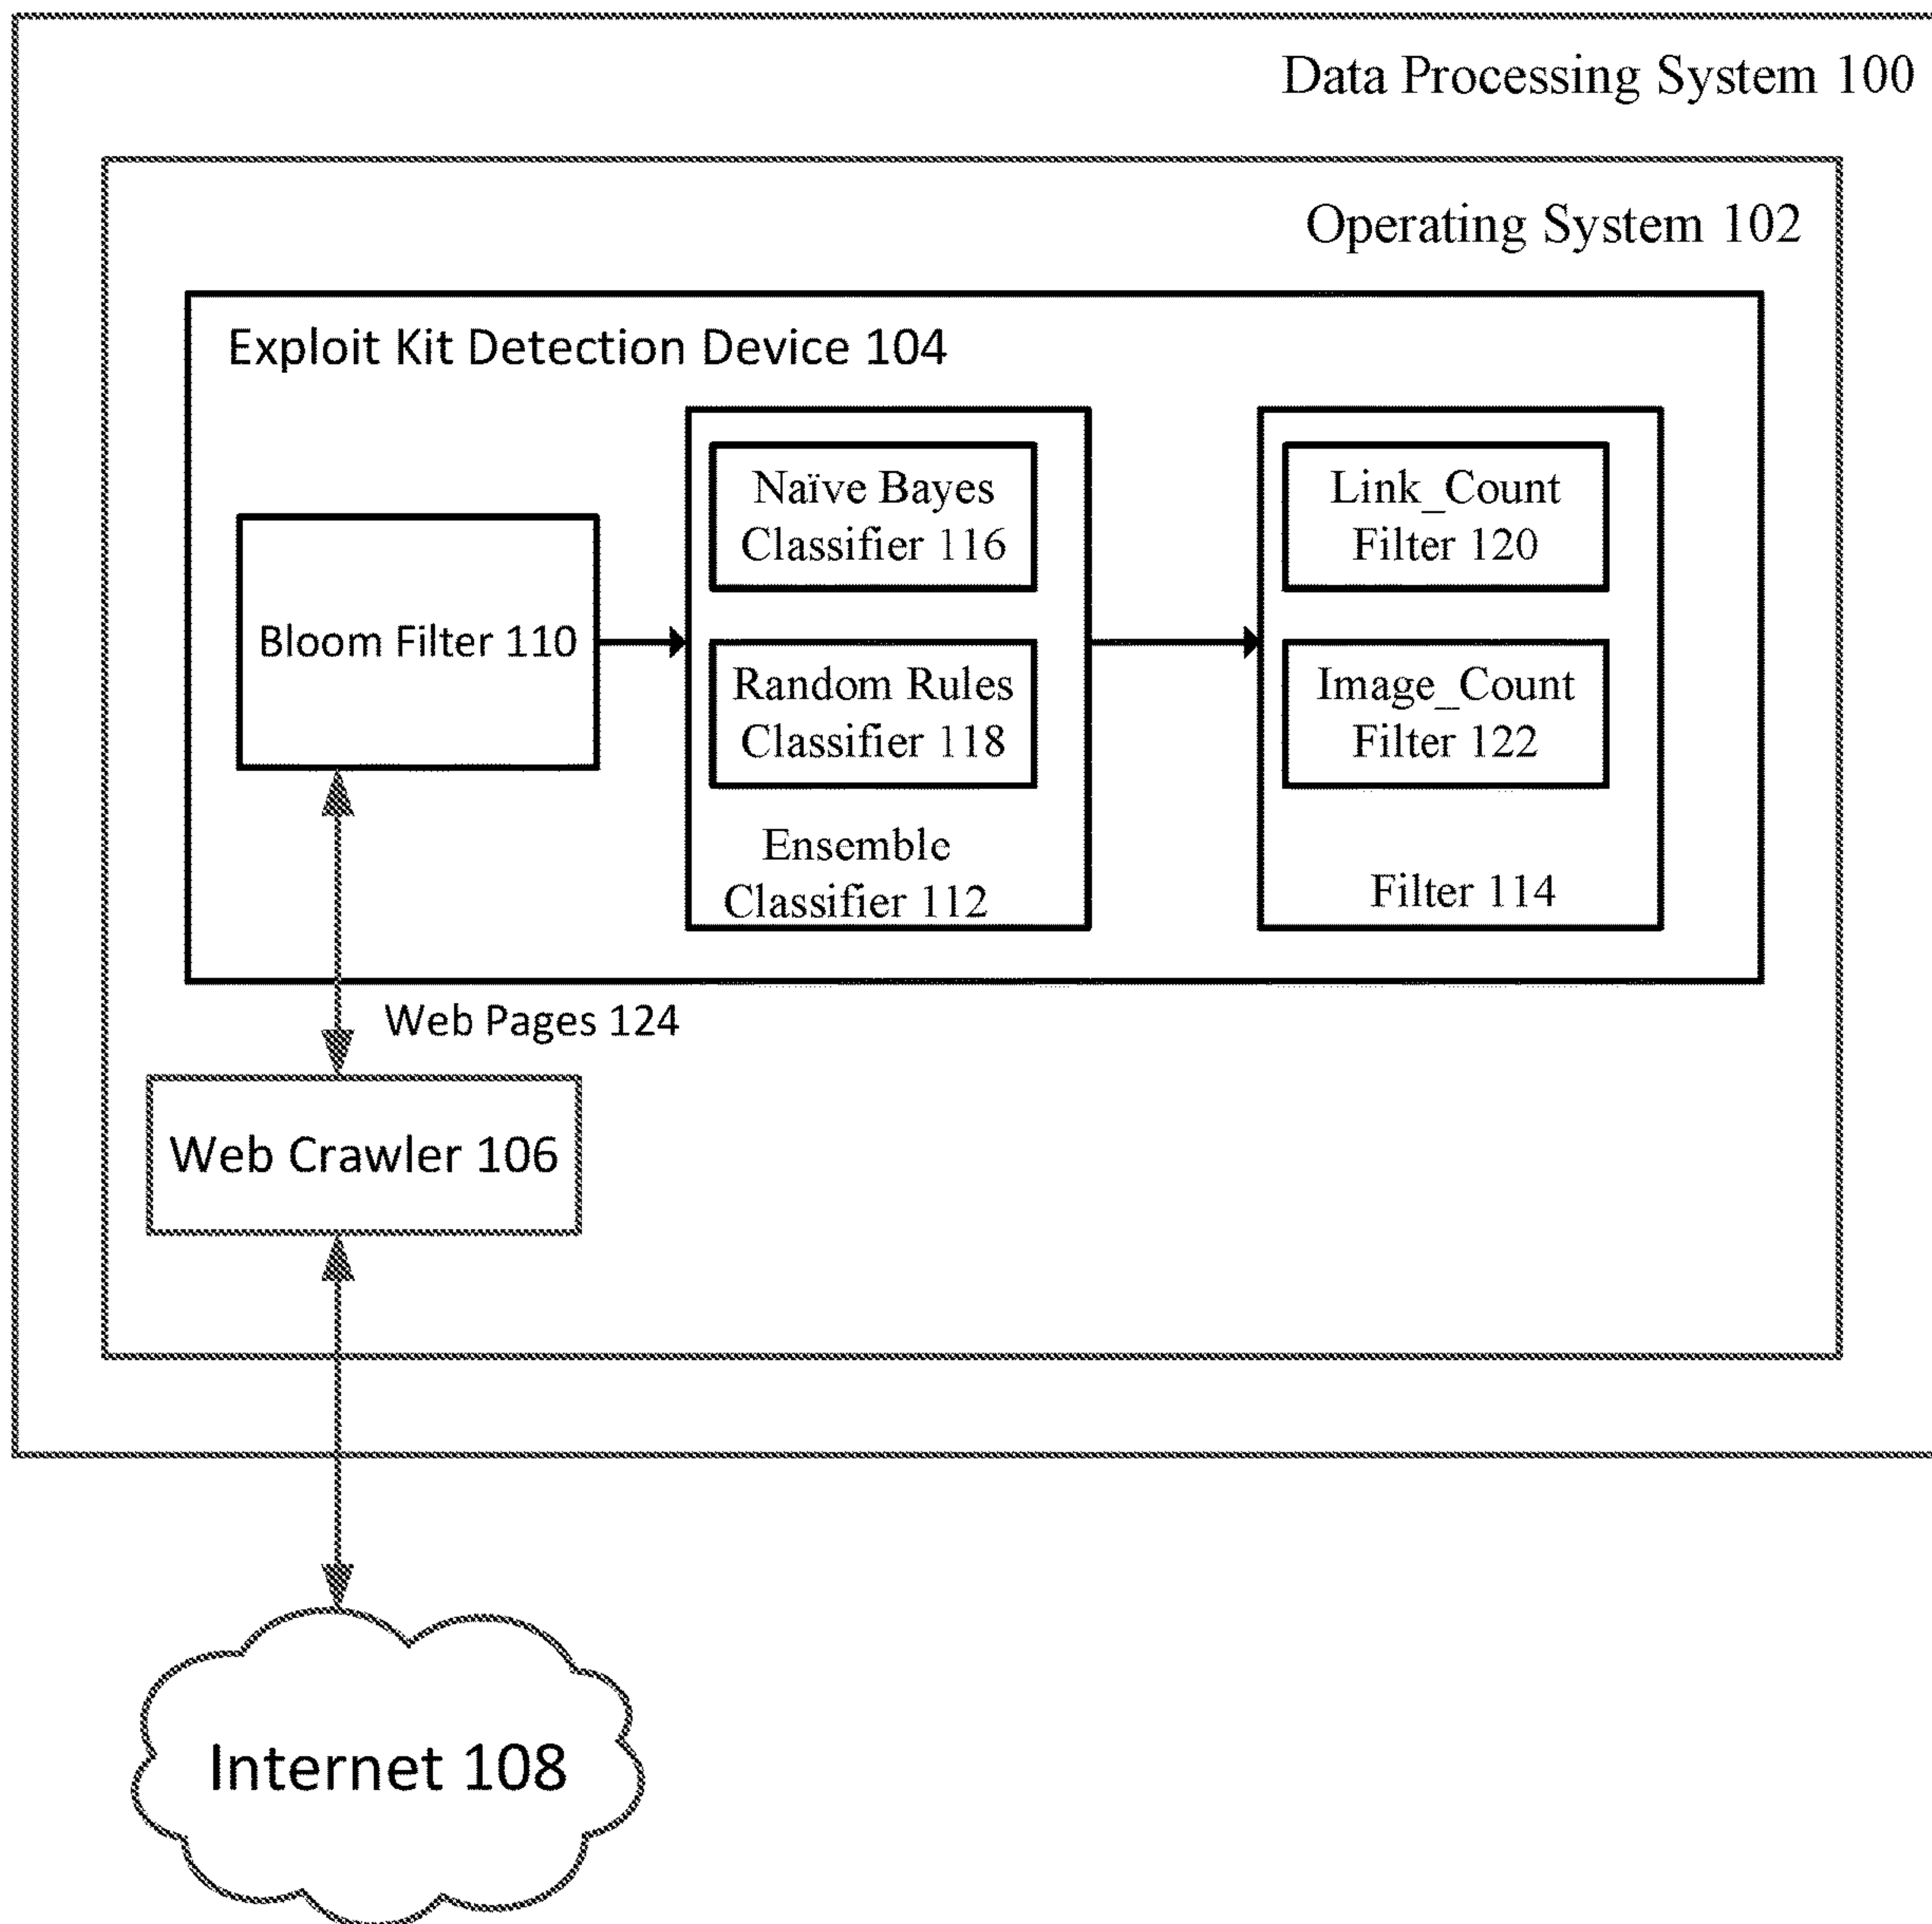 Data Processing System 100
Operating System 102
Exploit Kit Detection Device 104
Bloom Filter 110
Naïve Bayes
Classifier 116
Random Rules
Classifier 118
Ensemble
Classifier 112
Link_Count
Filter 120
Image_Count
Filter 122
Filter 114
Web Pages 124
Web Crawler 106
Internet 108